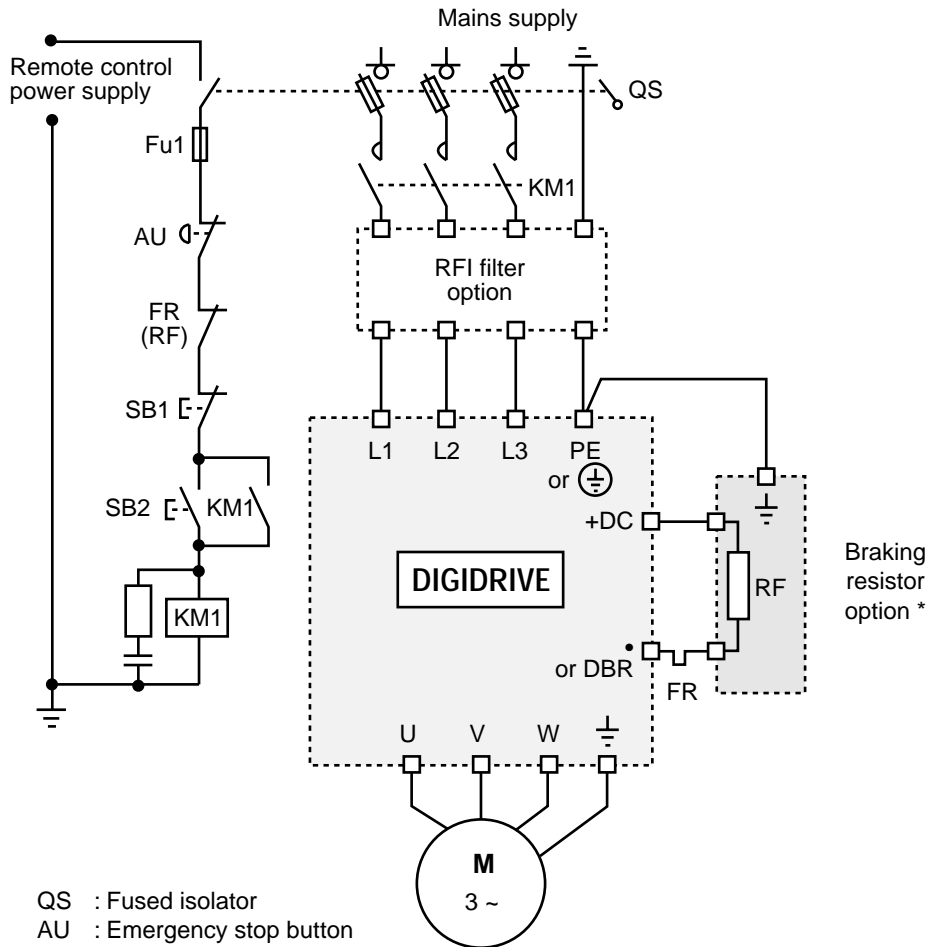 Mains supply
Remote control
power supply
QS
Fu1
KM1
AU
RFI filter
option
FR
(RF)
SB1
L1 L2 L3 PE
or
SB2 KM1
+DC
Braking
resistor
option *
DIGIDRIVE
RF
KM1
•
or DBR
FR
U V W
M
3 ~
QS : Fused isolator
AU : Emergency stop button